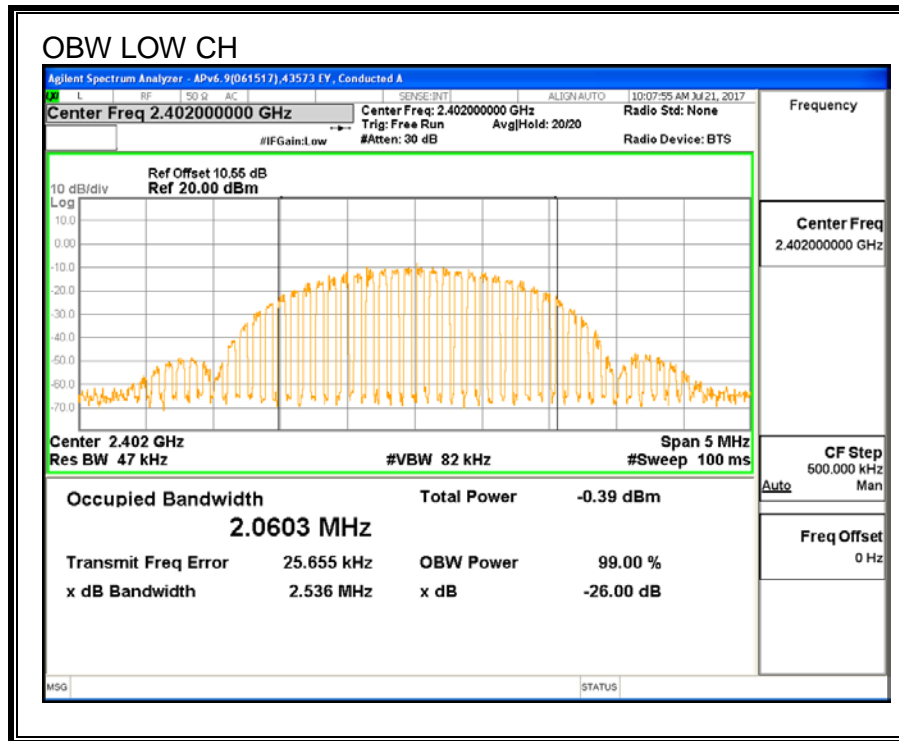 OBW LOW CH
Agilent Spectrum Analyzer - APv6.9(061517),43573 EY, Conducted A
L RF 50 Ω AC SENSE:INT ALIGN AUTO 10:07:55 AM Jul 21, 2017
Center Freq 2.402000000 GHz
Center Freq: 2.402000000 GHz Radio Std: None
Trig: Free Run Avg|Hold: 20/20
#IFGain:Low #Atten: 30 dB Radio Device: BTS
Ref Offset 10.55 dB
10 dB/div Ref 20.00 dBm
Log
10.0
0.00
-10.0
-20.0
-30.0
-40.0
-50.0
-60.0
-70.0
Center 2.402 GHz Span 5 MHz
Res BW 47 kHz #VBW 82 kHz #Sweep 100 ms
Occupied Bandwidth Total Power -0.39 dBm
2.0603 MHz
Transmit Freq Error 25.655 kHz OBW Power 99.00 %
x dB Bandwidth 2.536 MHz x dB -26.00 dB
MSG STATUS
Frequency
Center Freq
2.402000000 GHz
CF Step
500.000 kHz
Auto Man
Freq Offset
0 Hz